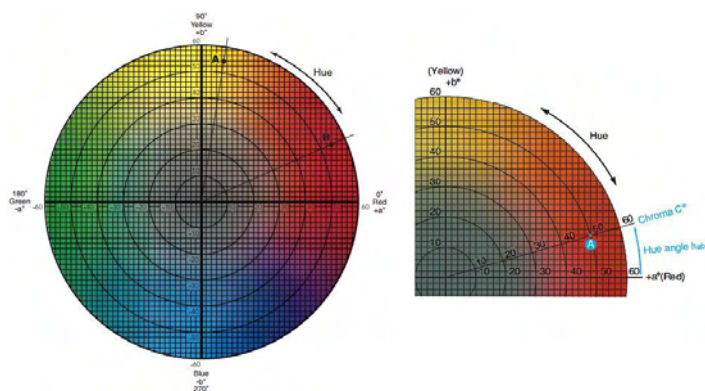 90°
Yellow
+b*
60
A
Hue
B
180°
Green
-a*
-60
0°
Red
+a*
60
-60
Blue
-b*
270°
(Yellow)
+b*
60
50
40
30
20
10
Hue
10
20
30
40
50
60
Chroma C*
A
Hue angle hab
0
10
20
30
40
50
60
+a*(Red)